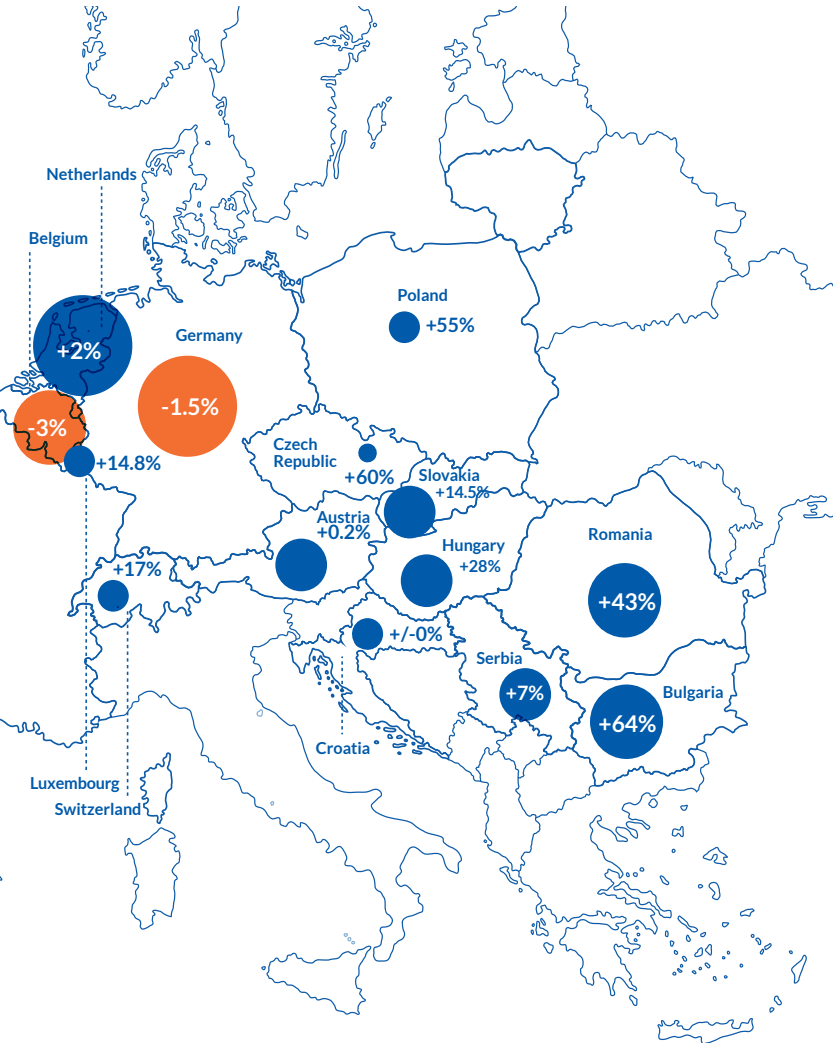 Netherlands
Belgium
Poland
+55%
Germany
+2%
-1.5%
-3%
+14.8%
Czech
Republic
+60%
Slovakia
+14.5%
Austria
+0.2%
Hungary
+28%
Romania
+43%
+17%
+/-0%
Serbia
+7%
Bulgaria
+64%
Croatia
Luxembourg
Switzerland